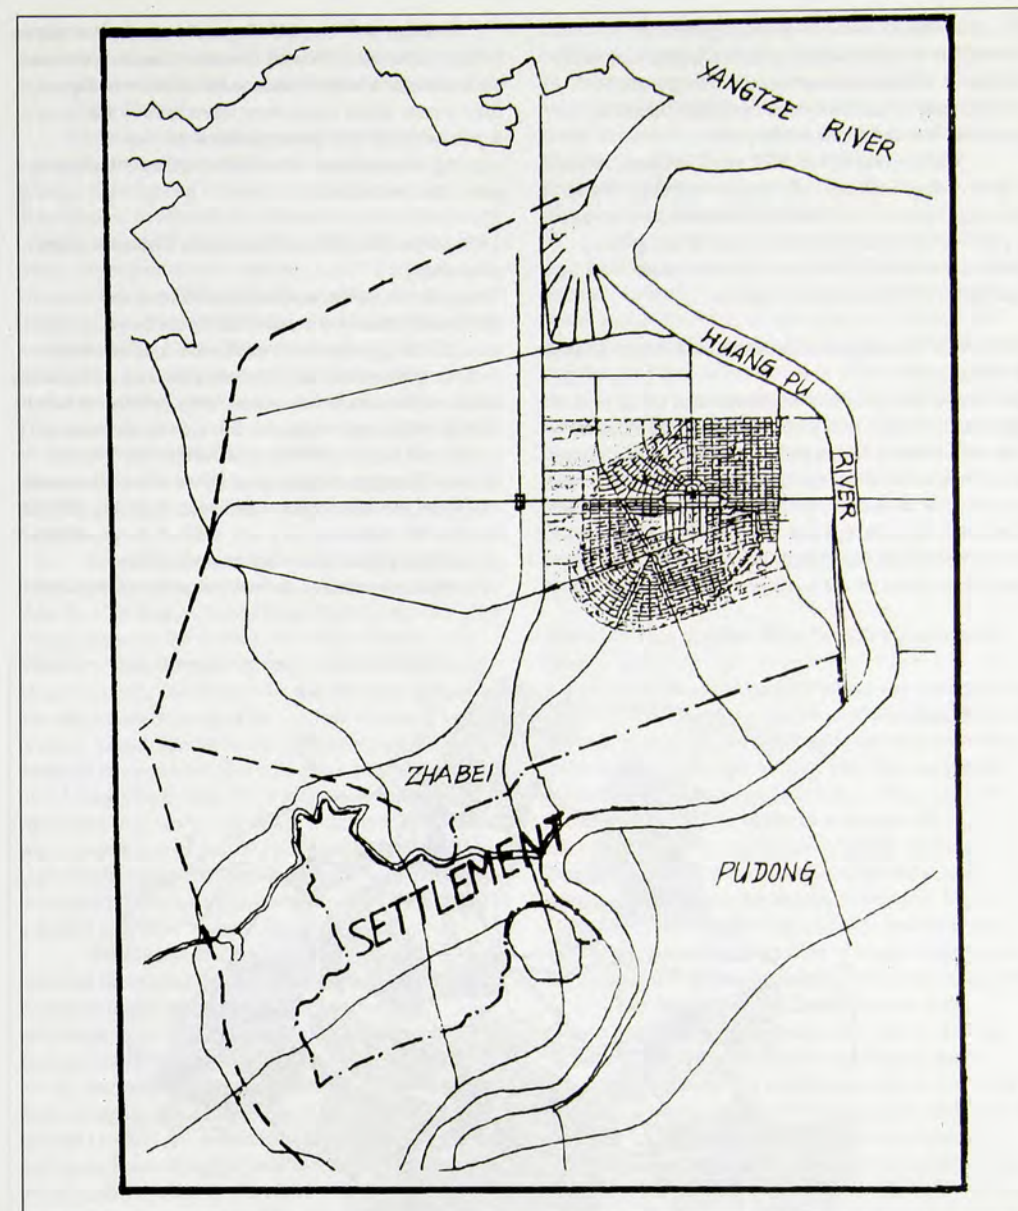 YANGTZE RIVER
HUANG PU
RIVER
ZHABEI
SETTLEMENT
PUDONG